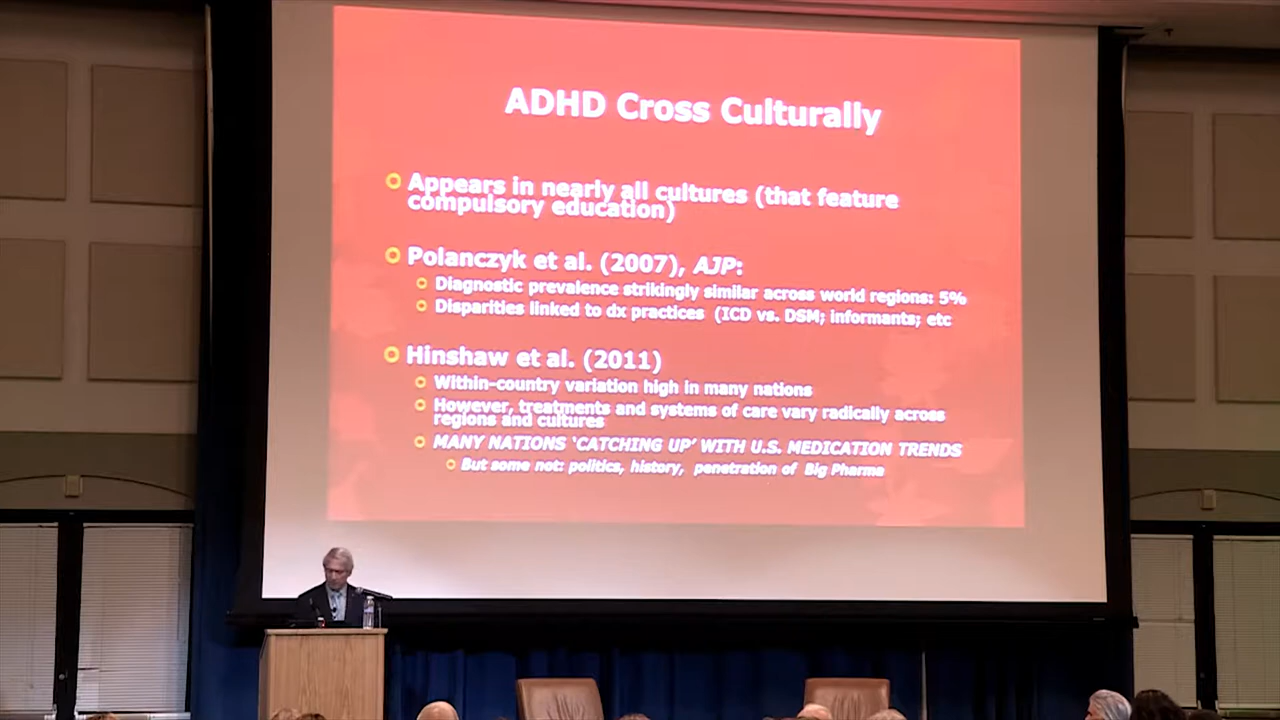 ADHD Cross Culturally
Appears in nearly all cultures (that feature
compulsory education)
Polanczyk et al. (2007), AJP:
Diagnostic prevalence strikingly similar across world regions: 5%
Disparities linked to dx practices (ICD vs. DSM; informants; etc
Hinshaw et al. (2011)
Within-country variation high in many nations
However, treatments and systems of care vary radically across
regions and cultures
MANY NATIONS 'CATCHING UP' WITH U.S. MEDICATION TRENDS
But some not: politics, history, penetration of Big Pharma